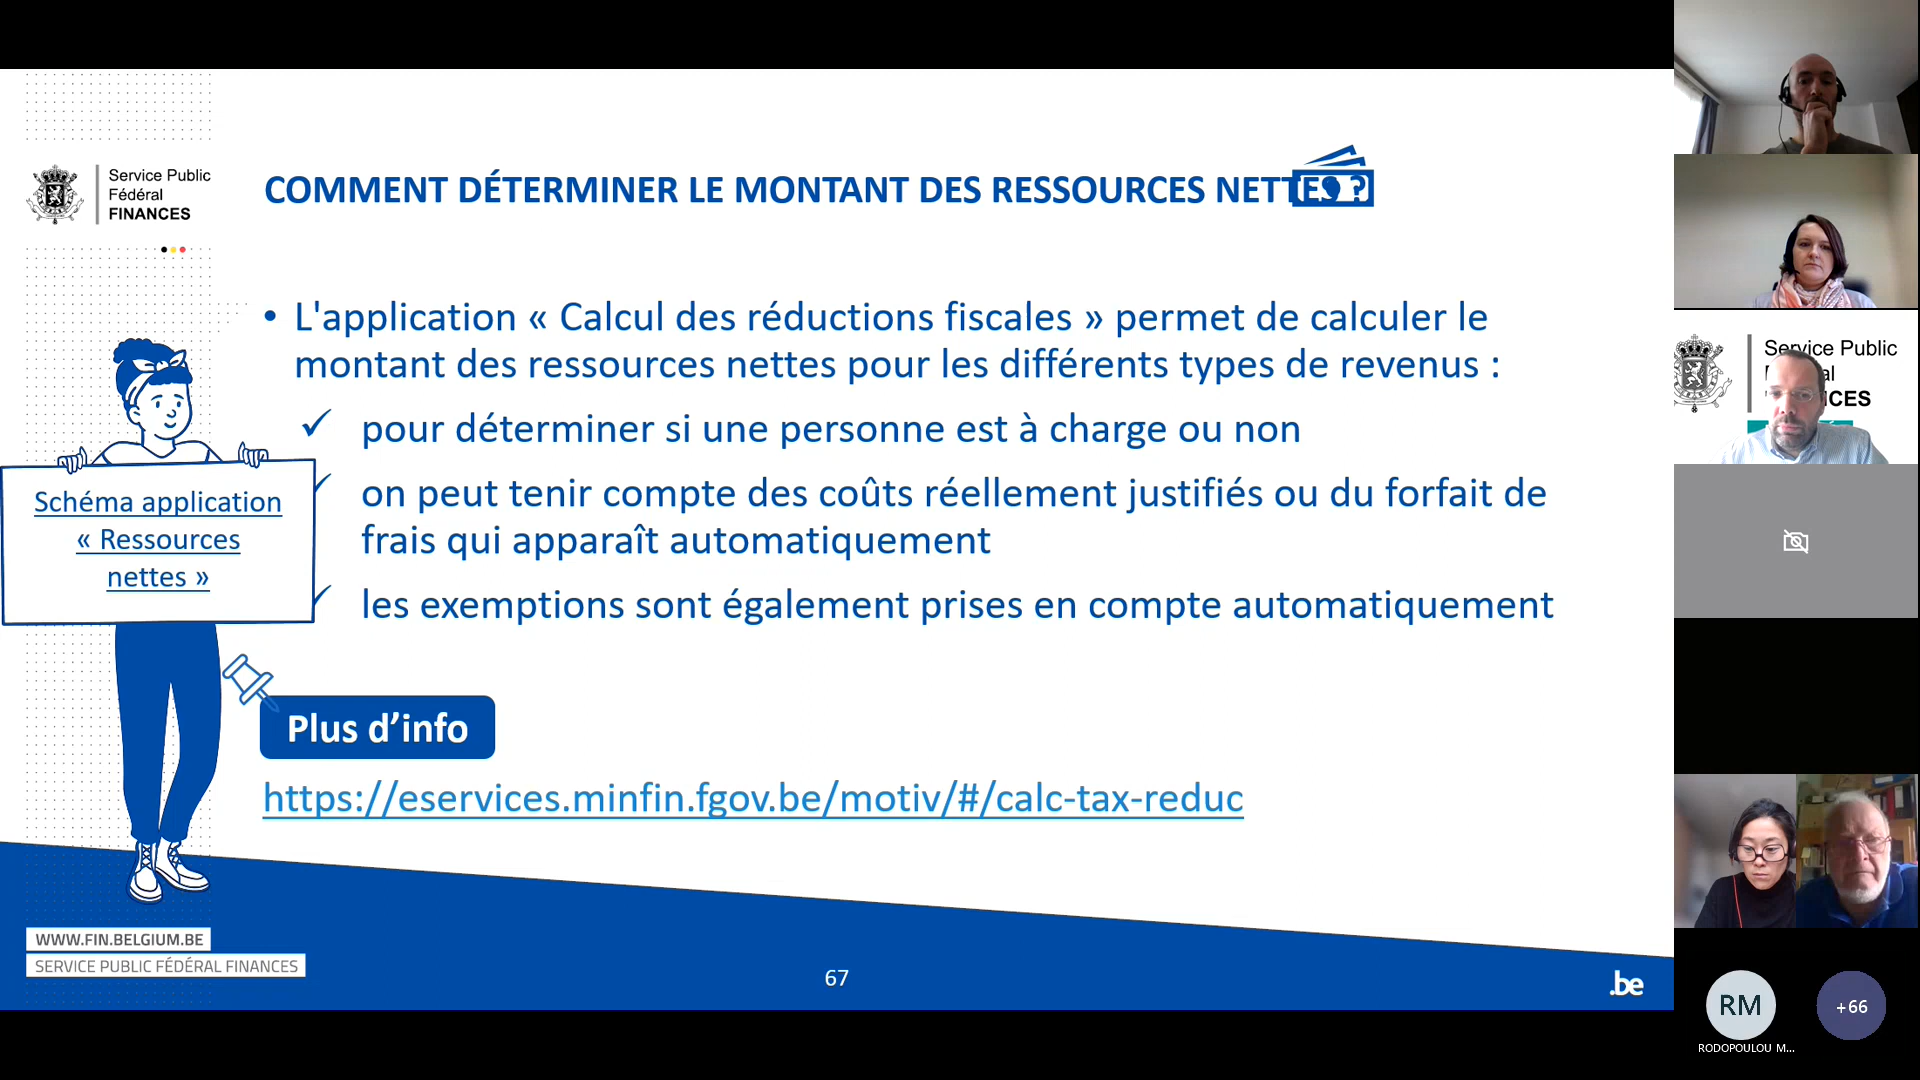 Service Public
Fédéral
FINANCES
COMMENT DÉTERMINER LE MONTANT DES RESSOURCES NETTES ?
• L'application « Calcul des réductions fiscales » permet de calculer le
montant des ressources nettes pour les différents types de revenus :
✓ pour déterminer si une personne est à charge ou non
✓ on peut tenir compte des coûts réellement justifiés ou du forfait de
frais qui apparaît automatiquement
✓ les exemptions sont également prises en compte automatiquement
Schéma application
« Ressources
nettes »
Plus d’info
https://eservices.minfin.fgov.be/motiv/#/calc-tax-reduc
WWW.FIN.BELGIUM.BE
SERVICE PUBLIC FÉDÉRAL FINANCES
67
.be
Service Public
RM
+66
RODOPOULOU M...